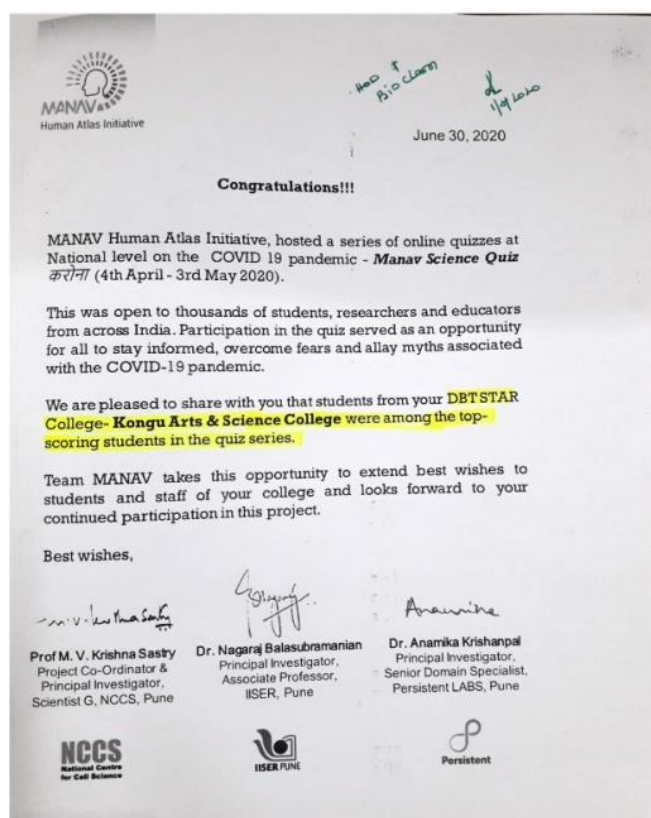 MANAV
Human Atlas Initiative
HOD &
Bio chem
June 30, 2020
Congratulations!!!
MANAV Human Atlas Initiative, hosted a series of online quizzes at
National level on the COVID 19 pandemic - Manav Science Quiz
करोना (4th April - 3rd May 2020).
This was open to thousands of students, researchers and educators
from across India. Participation in the quiz served as an opportunity
for all to stay informed, overcome fears and allay myths associated
with the COVID-19 pandemic.
We are pleased to share with you that students from your DBT STAR
College- Kongu Arts & Science College were among the top-
scoring students in the quiz series.
Team MANAV takes this opportunity to extend best wishes to
students and staff of your college and looks forward to your
continued participation in this project.
Best wishes,
Anamika
Prof M. V. Krishna Sastry
Project Co-Ordinator &
Principal Investigator,
Scientist G, NCCS, Pune
Dr. Nagaraj Balasubramanian
Principal Investigator,
Associate Professor,
IISER, Pune
Dr. Anamika Krishanpal
Principal Investigator,
Senior Domain Specialist,
Persistent LABS, Pune
NCCS
National Centre
for Cell Science
IISER PUNE
Persistent